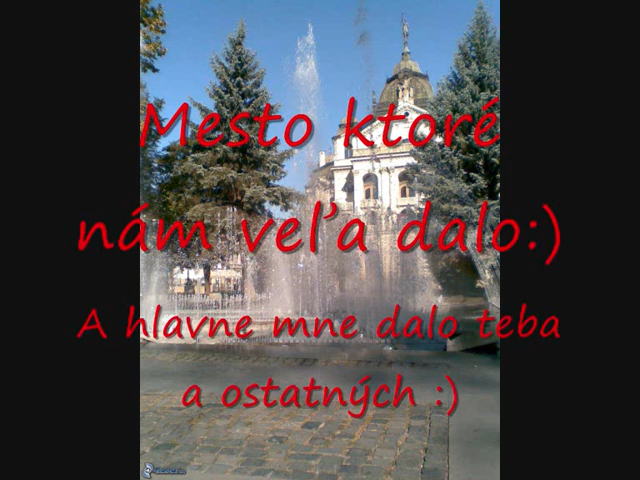 Mesto ktoré
nám veľa dalo:)
A hlavne mne dalo teba
a ostatných :)